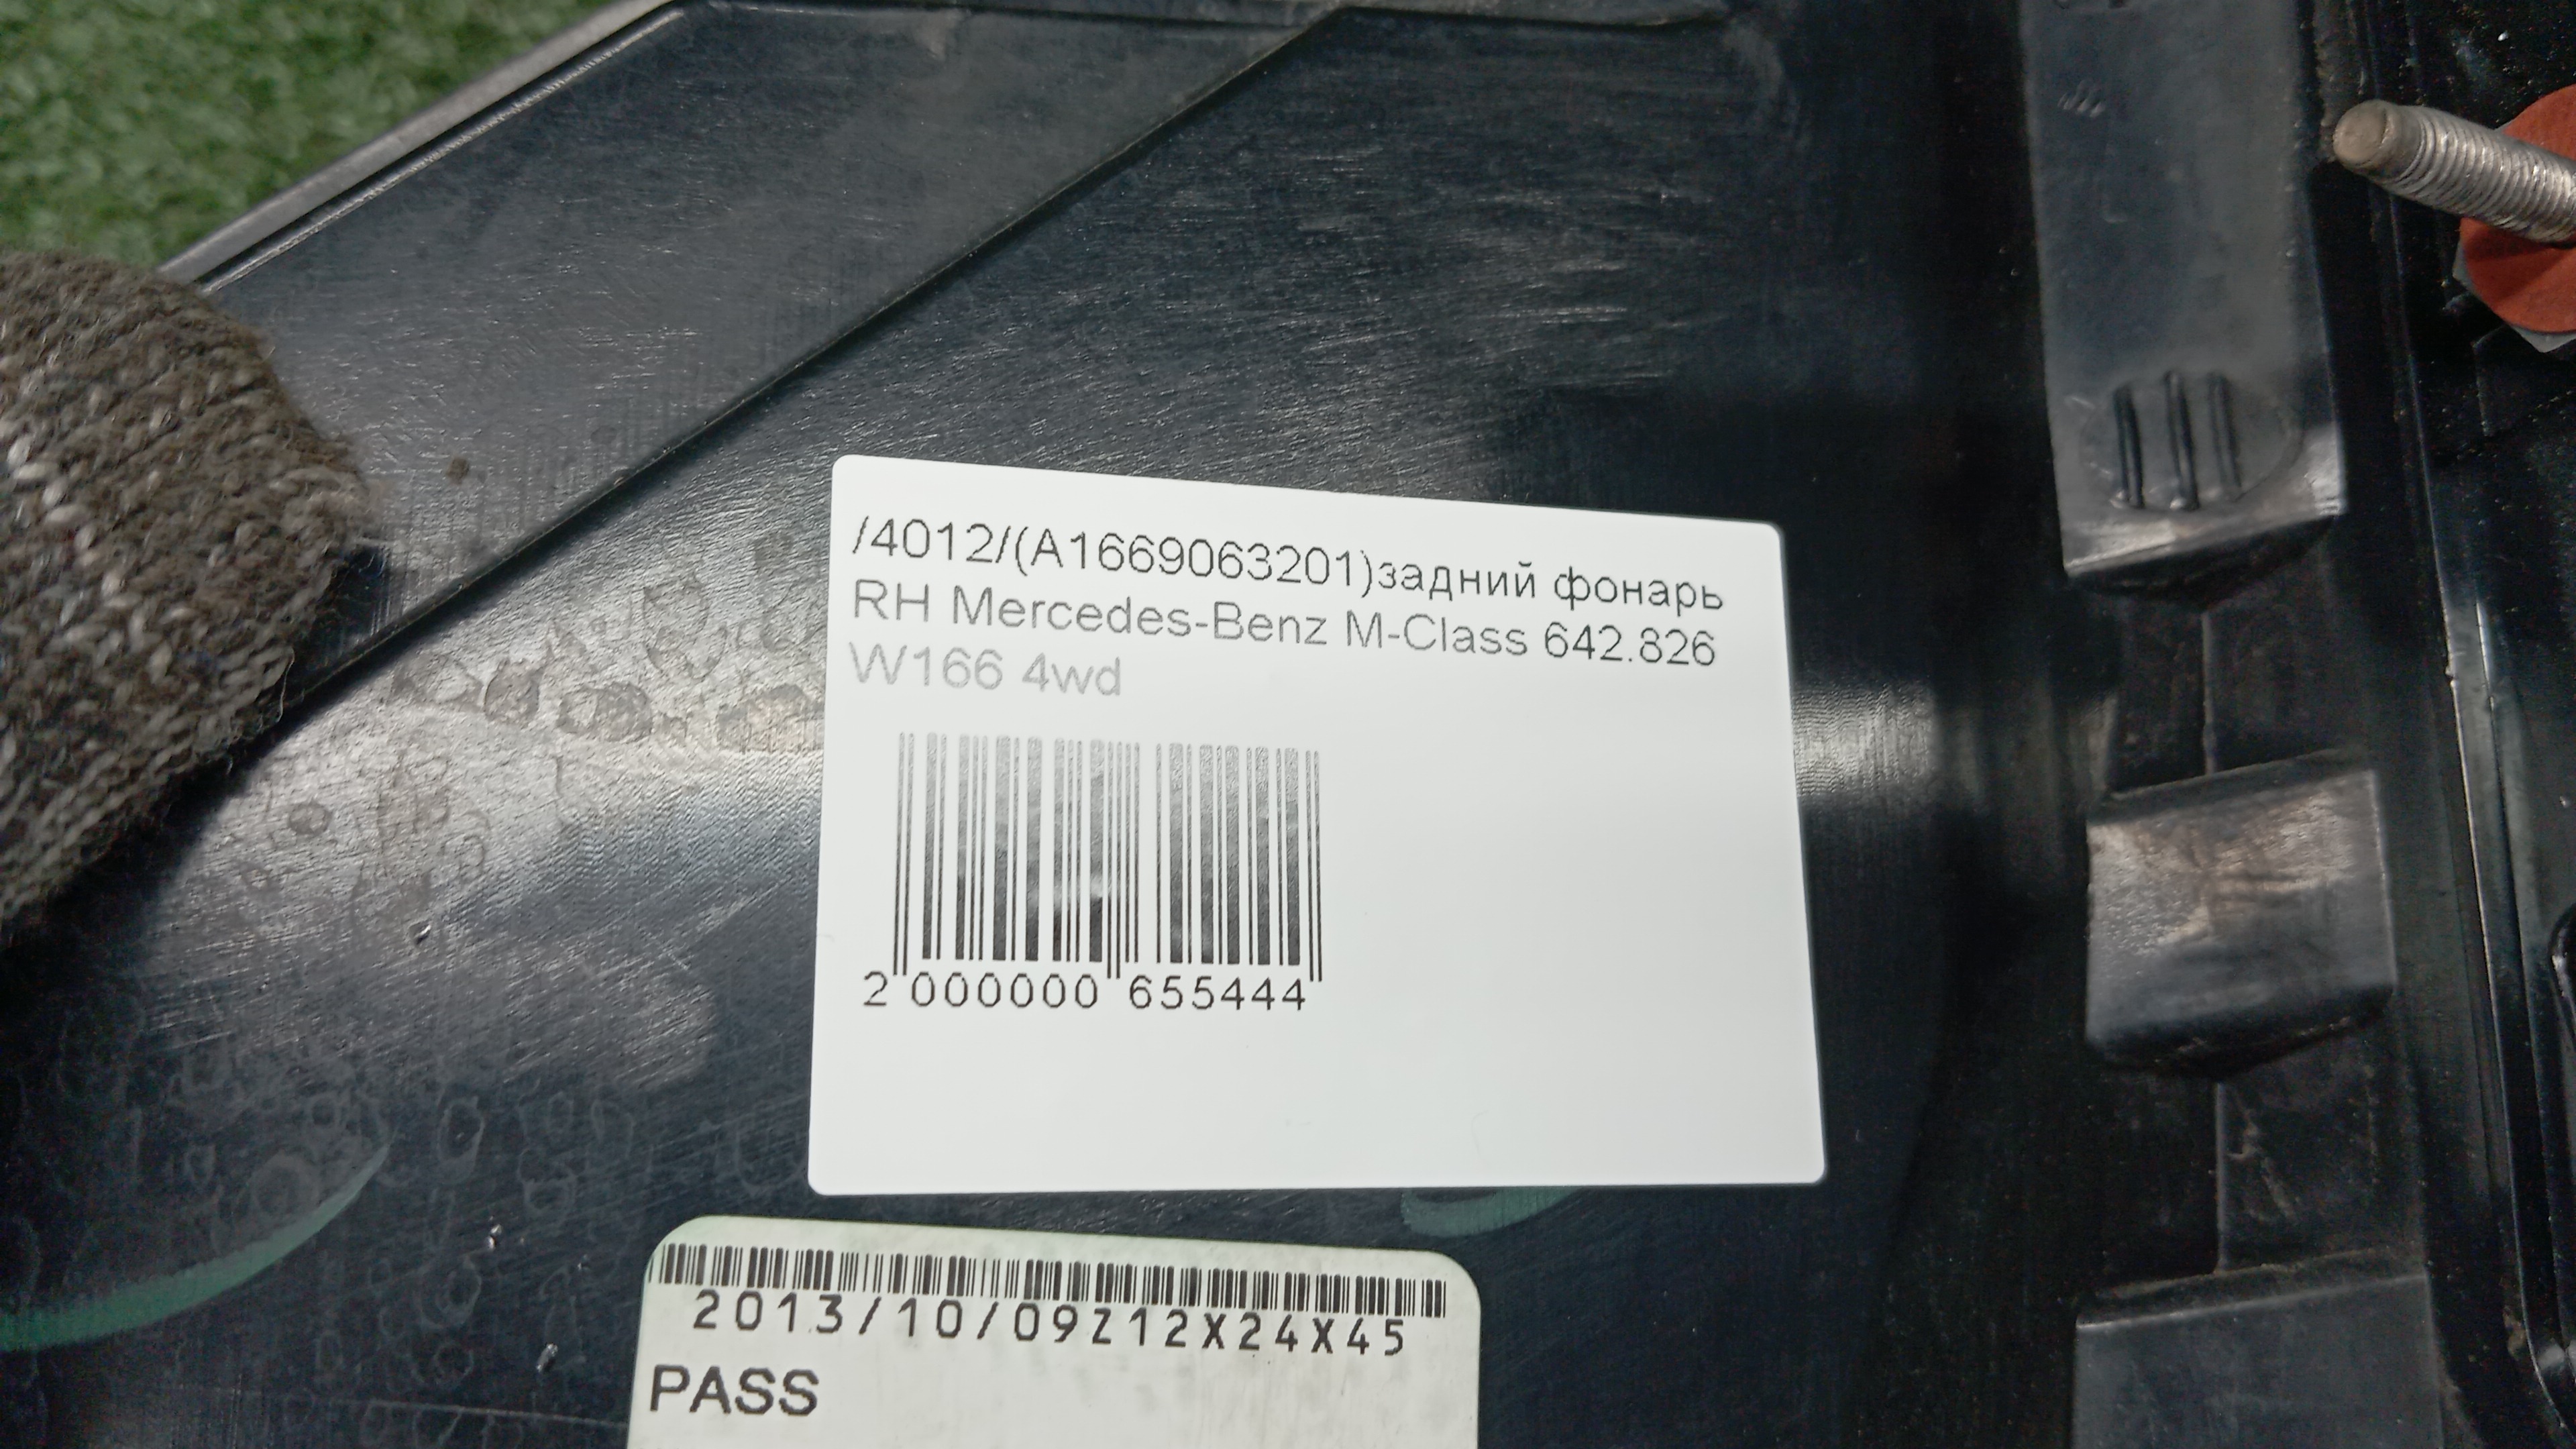 /4012/(A1669063201)задний фонарь
RH Mercedes-Benz M-Class 642.826
W166 4wd
2 000000 655444
2013/10/09Z12X24X45
PASS